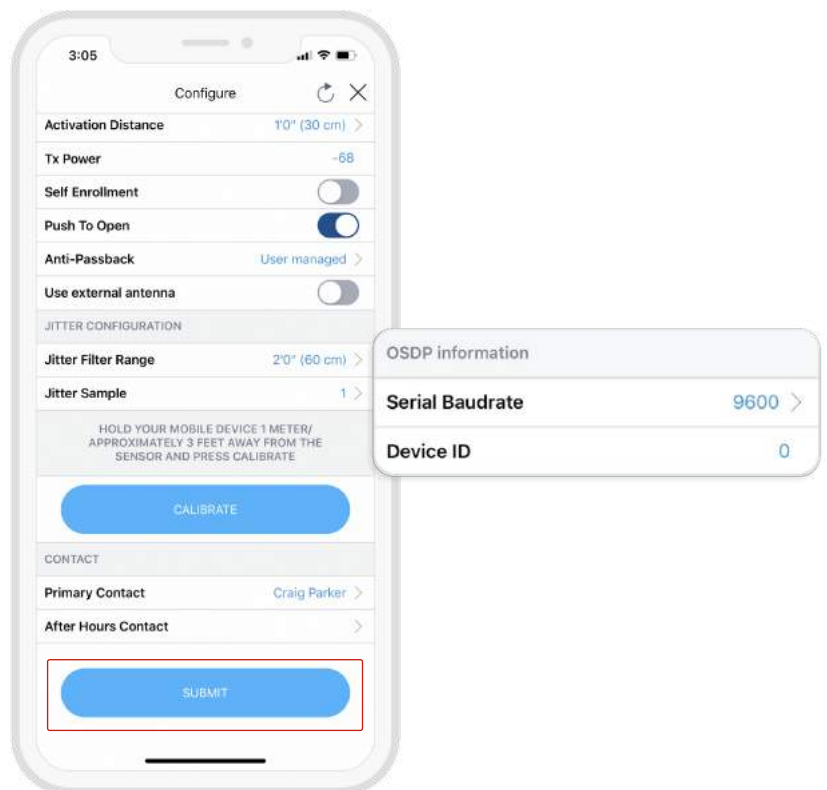 3:05
Configure
Activation Distance 1'0" (30 cm) >
Tx Power -68
Self Enrollment
Push To Open
Anti-Passback User managed >
Use external antenna
JITTER CONFIGURATION
Jitter Filter Range 2'0" (60 cm) >
Jitter Sample 1 >
HOLD YOUR MOBILE DEVICE 1 METER/
APPROXIMATELY 3 FEET AWAY FROM THE
SENSOR AND PRESS CALIBRATE
CALIBRATE
CONTACT
Primary Contact Craig Parker >
After Hours Contact >
SUBMIT
OSDP information
Serial Baudrate 9600 >
Device ID 0